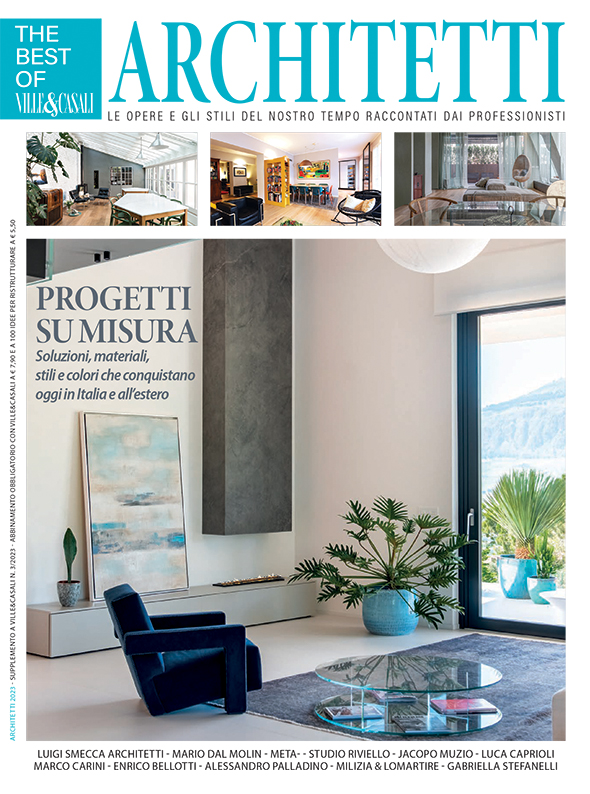 THE
BEST
OF
VILLE&CASALI
ARCHITETTI
LE OPERE E GLI STILI DEL NOSTRO TEMPO RACCONTATI DAI PROFESSIONISTI
PROGETTI
SU MISURA
Soluzioni, materiali,
stili e colori che conquistano
oggi in Italia e all'estero
ARCHITETTI 2023 - SUPPLEMENTO A VILLE&CASALI N. 3/2023 - ABBINAMENTO OBBLIGATORIO CON VILLE&CASALI A € 7,90 E A 100 IDEE PER RISTRUTTURARE A € 5,50
LUIGI SMECCA ARCHITETTI - MARIO DAL MOLIN - META- - STUDIO RIVIELLO - JACOPO MUZIO - LUCA CAPRIOLI
MARCO CARINI - ENRICO BELLOTTI - ALESSANDRO PALLADINO - MILIZIA & LOMARTIRE - GABRIELLA STEFANELLI